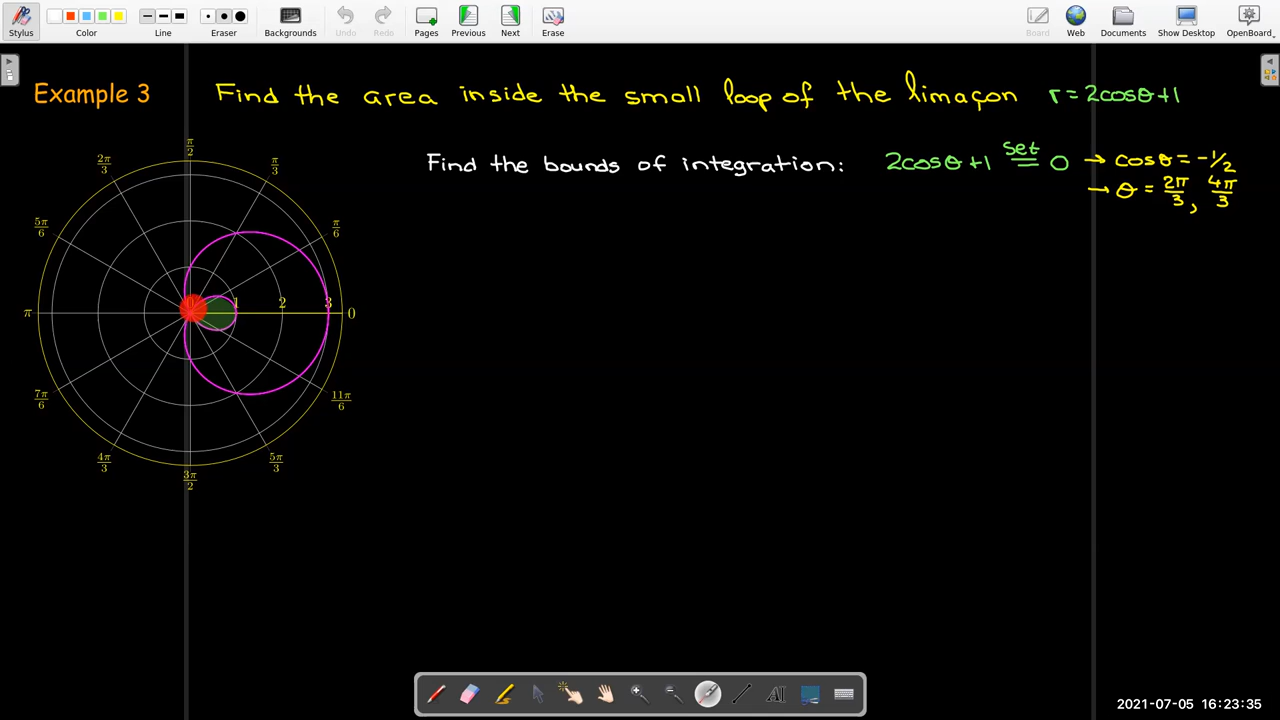 Stylus Color Line Eraser Backgrounds Undo Redo Pages Previous Next Erase Board Web Documents Show Desktop OpenBoard
Example 3 Find the area inside the small loop of the limaçon r = 2cosθ+1
Find the bounds of integration: 2cosθ+1 set = 0 → cosθ = -1/2
→ θ = 2π/3, 4π/3
π/2
2π/3 π/3
5π/6 π/6
0 1 2 3
π 0
7π/6 11π/6
4π/3 5π/3
3π/2
AI
2021-07-05 16:23:35